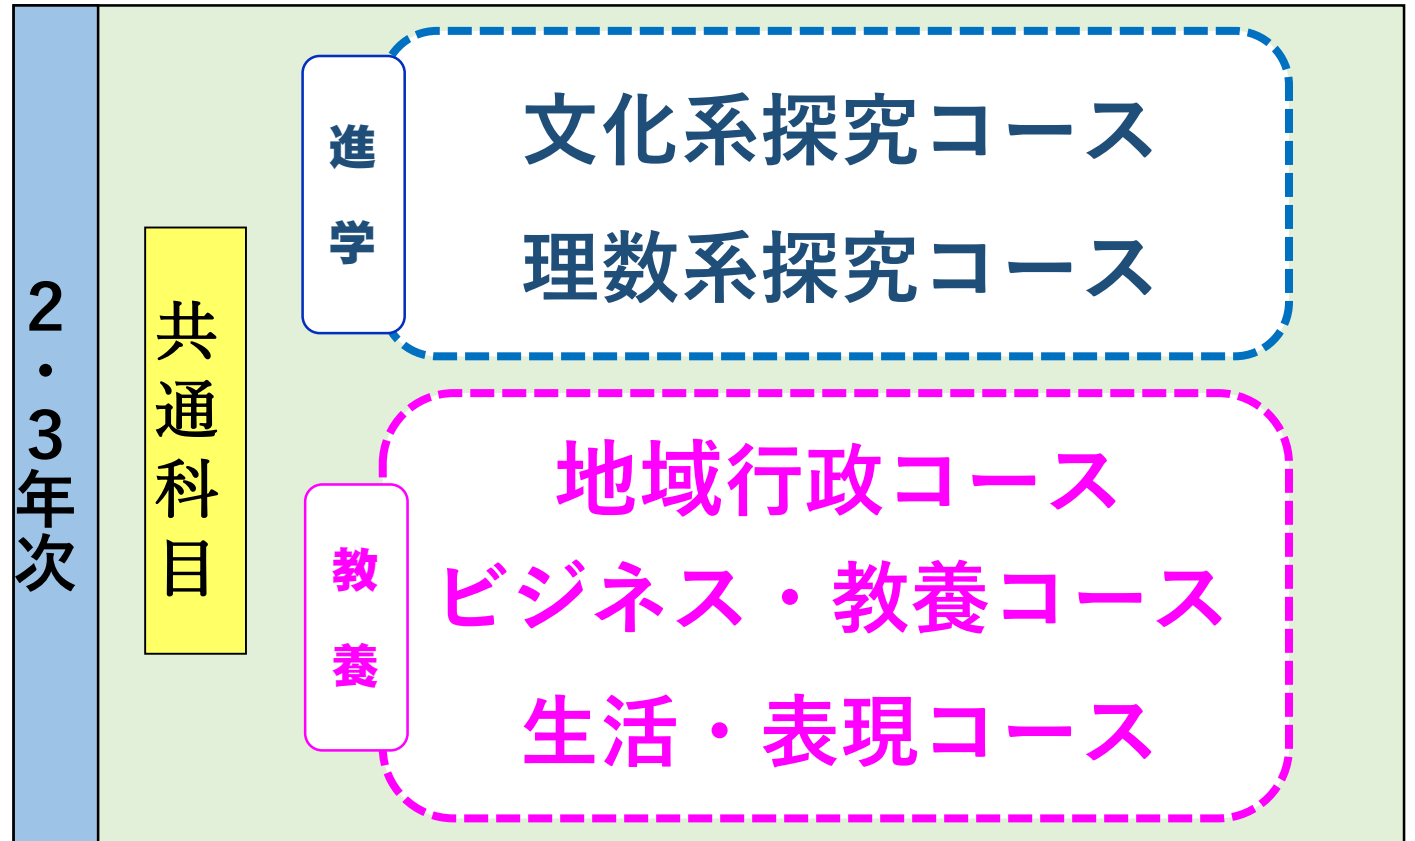 2・3年次
共通科目
進学
文化系探究コース
理数系探究コース
教養
地域行政コース
ビジネス・教養コース
生活・表現コース